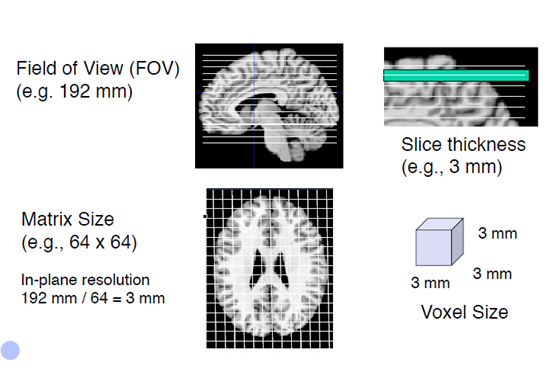 Field of View (FOV)
(e.g. 192 mm)
Slice thickness
(e.g., 3 mm)
Matrix Size
(e.g., 64 x 64)
In-plane resolution
192 mm / 64 = 3 mm
3 mm
3 mm
3 mm
Voxel Size